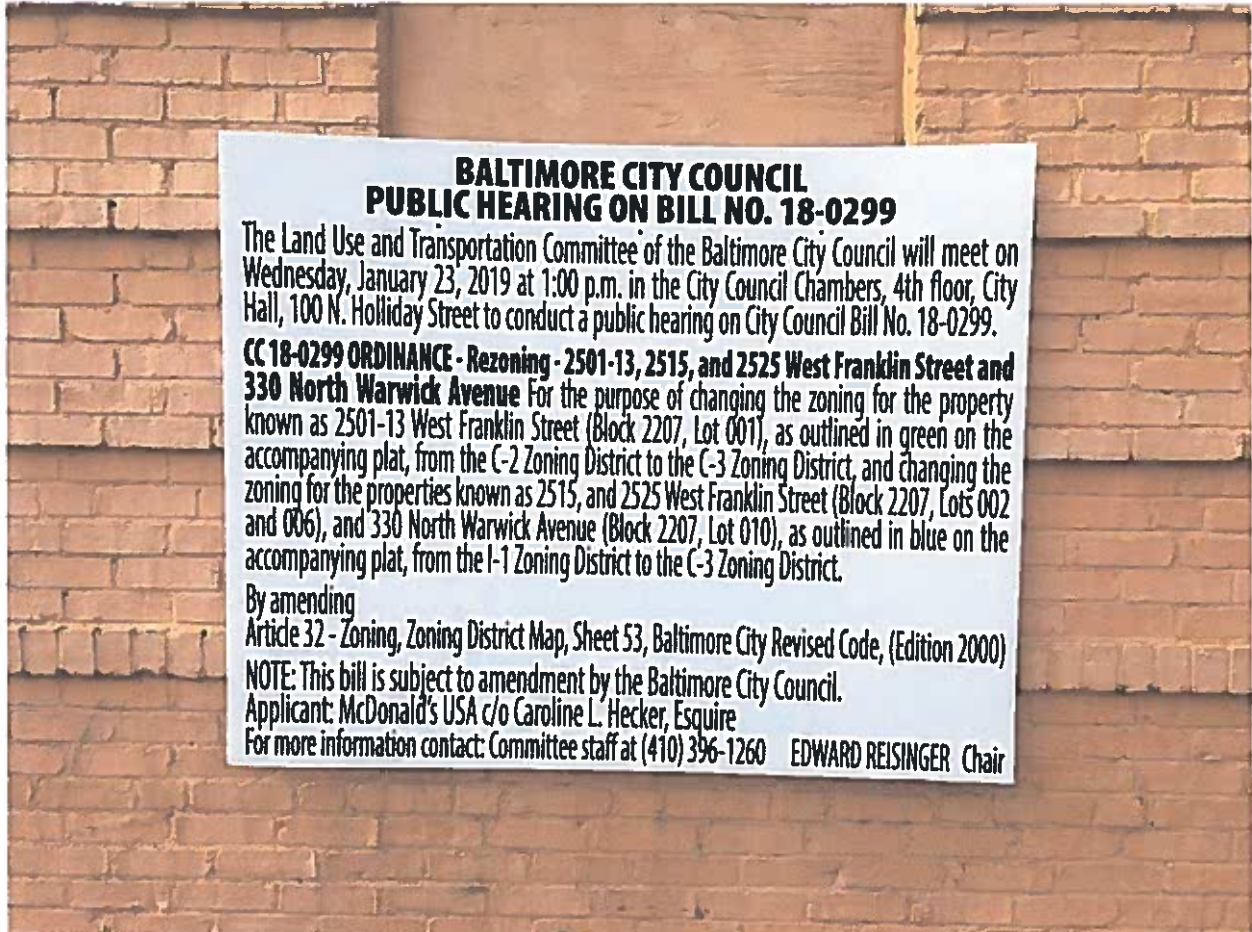 BALTIMORE CITY COUNCIL
PUBLIC HEARING ON BILL NO. 18-0299
The Land Use and Transportation Committee of the Baltimore City Council will meet on
Wednesday, January 23, 2019 at 1:00 p.m. in the City Council Chambers, 4th floor, City
Hall, 100 N. Holliday Street to conduct a public hearing on City Council Bill No. 18-0299.
CC 18-0299 ORDINANCE - Rezoning - 2501-13, 2515, and 2525 West Franklin Street and
330 North Warwick Avenue For the purpose of changing the zoning for the property
known as 2501-13 West Franklin Street (Block 2207, Lot 001), as outlined in green on the
accompanying plat, from the C-2 Zoning District to the C-3 Zoning District, and changing the
zoning for the properties known as 2515, and 2525 West Franklin Street (Block 2207, Lots 002
and 006), and 330 North Warwick Avenue (Block 2207, Lot 010), as outlined in blue on the
accompanying plat, from the I-1 Zoning District to the C-3 Zoning District.
By amending
Article 32 - Zoning, Zoning District Map, Sheet 53, Baltimore City Revised Code, (Edition 2000)
NOTE: This bill is subject to amendment by the Baltimore City Council.
Applicant: McDonald's USA c/o Caroline L. Hecker, Esquire
For more information contact: Committee staff at (410) 396-1260 EDWARD REISINGER Chair